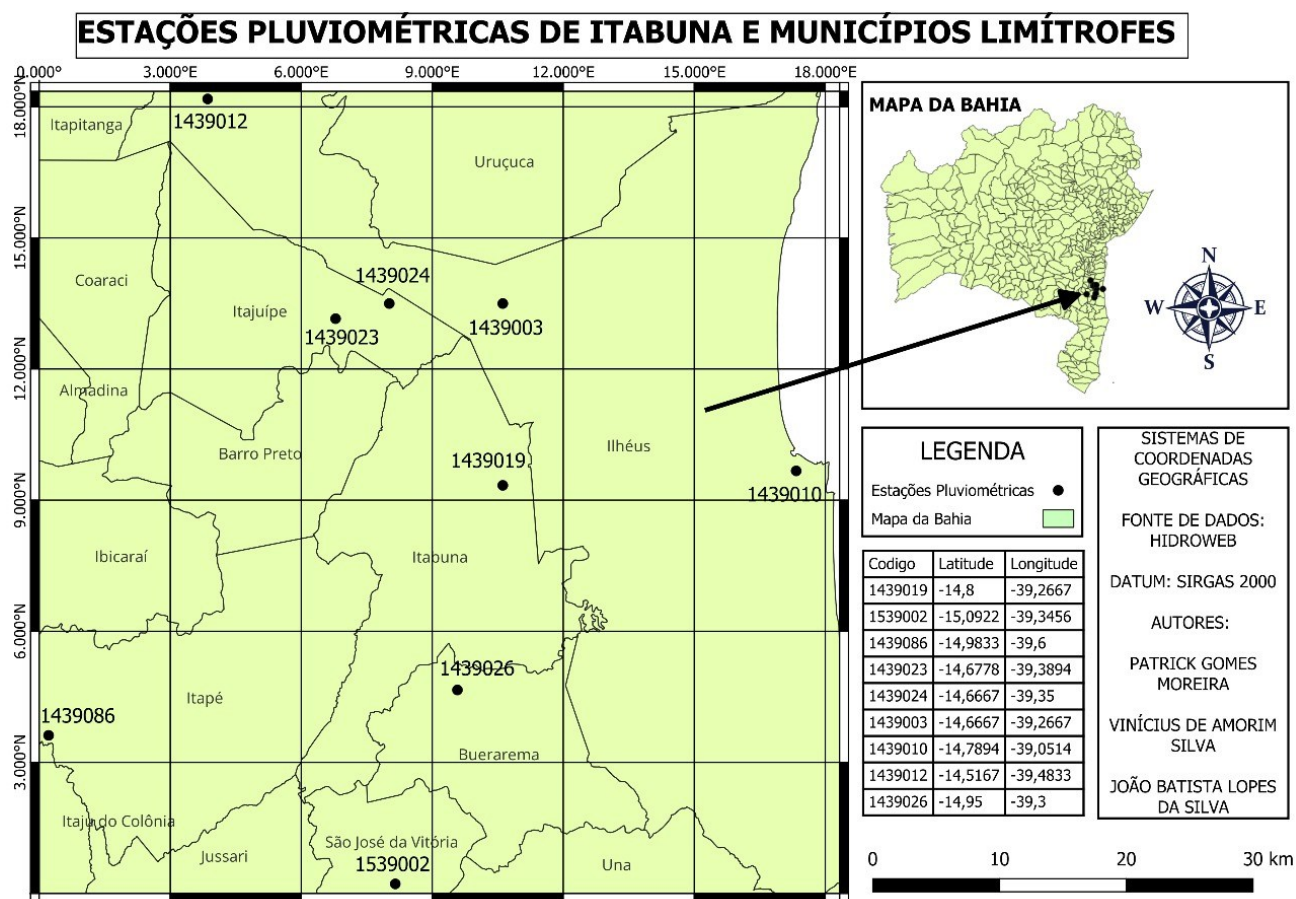 ESTAÇÕES PLUVIOMÉTRICAS DE ITABUNA E MUNICÍPIOS LIMÍTROFES
0.000°E 3.000°E 6.000°E 9.000°E 12.000°E 15.000°E 18.000°E
18.000°N
15.000°N
12.000°N
9.000°N
6.000°N
3.000°N
Itapitanga
1439012
Uruçuca
Coaraci
1439024
Itajuípe
1439023
1439003
Almadina
Barro Preto
1439019
Ilhéus
1439010
Ibicaraí
Itabuna
1439026
Itapé
1439086
Buerarema
Itaju do Colônia
Jussari
São José da Vitória
1539002
Una
MAPA DA BAHIA
N
W E
S
LEGENDA
Estações Pluviométricas
Mapa da Bahia
Codigo Latitude Longitude
1439019 -14,8 -39,2667
1539002 -15,0922 -39,3456
1439086 -14,9833 -39,6
1439023 -14,6778 -39,3894
1439024 -14,6667 -39,35
1439003 -14,6667 -39,2667
1439010 -14,7894 -39,0514
1439012 -14,5167 -39,4833
1439026 -14,95 -39,3
SISTEMAS DE
COORDENADAS
GEOGRÁFICAS
FONTE DE DADOS:
HIDROWEB
DATUM: SIRGAS 2000
AUTORES:
PATRICK GOMES
MOREIRA
VINÍCIUS DE AMORIM
SILVA
JOÃO BATISTA LOPES
DA SILVA
0 10 20 30 km